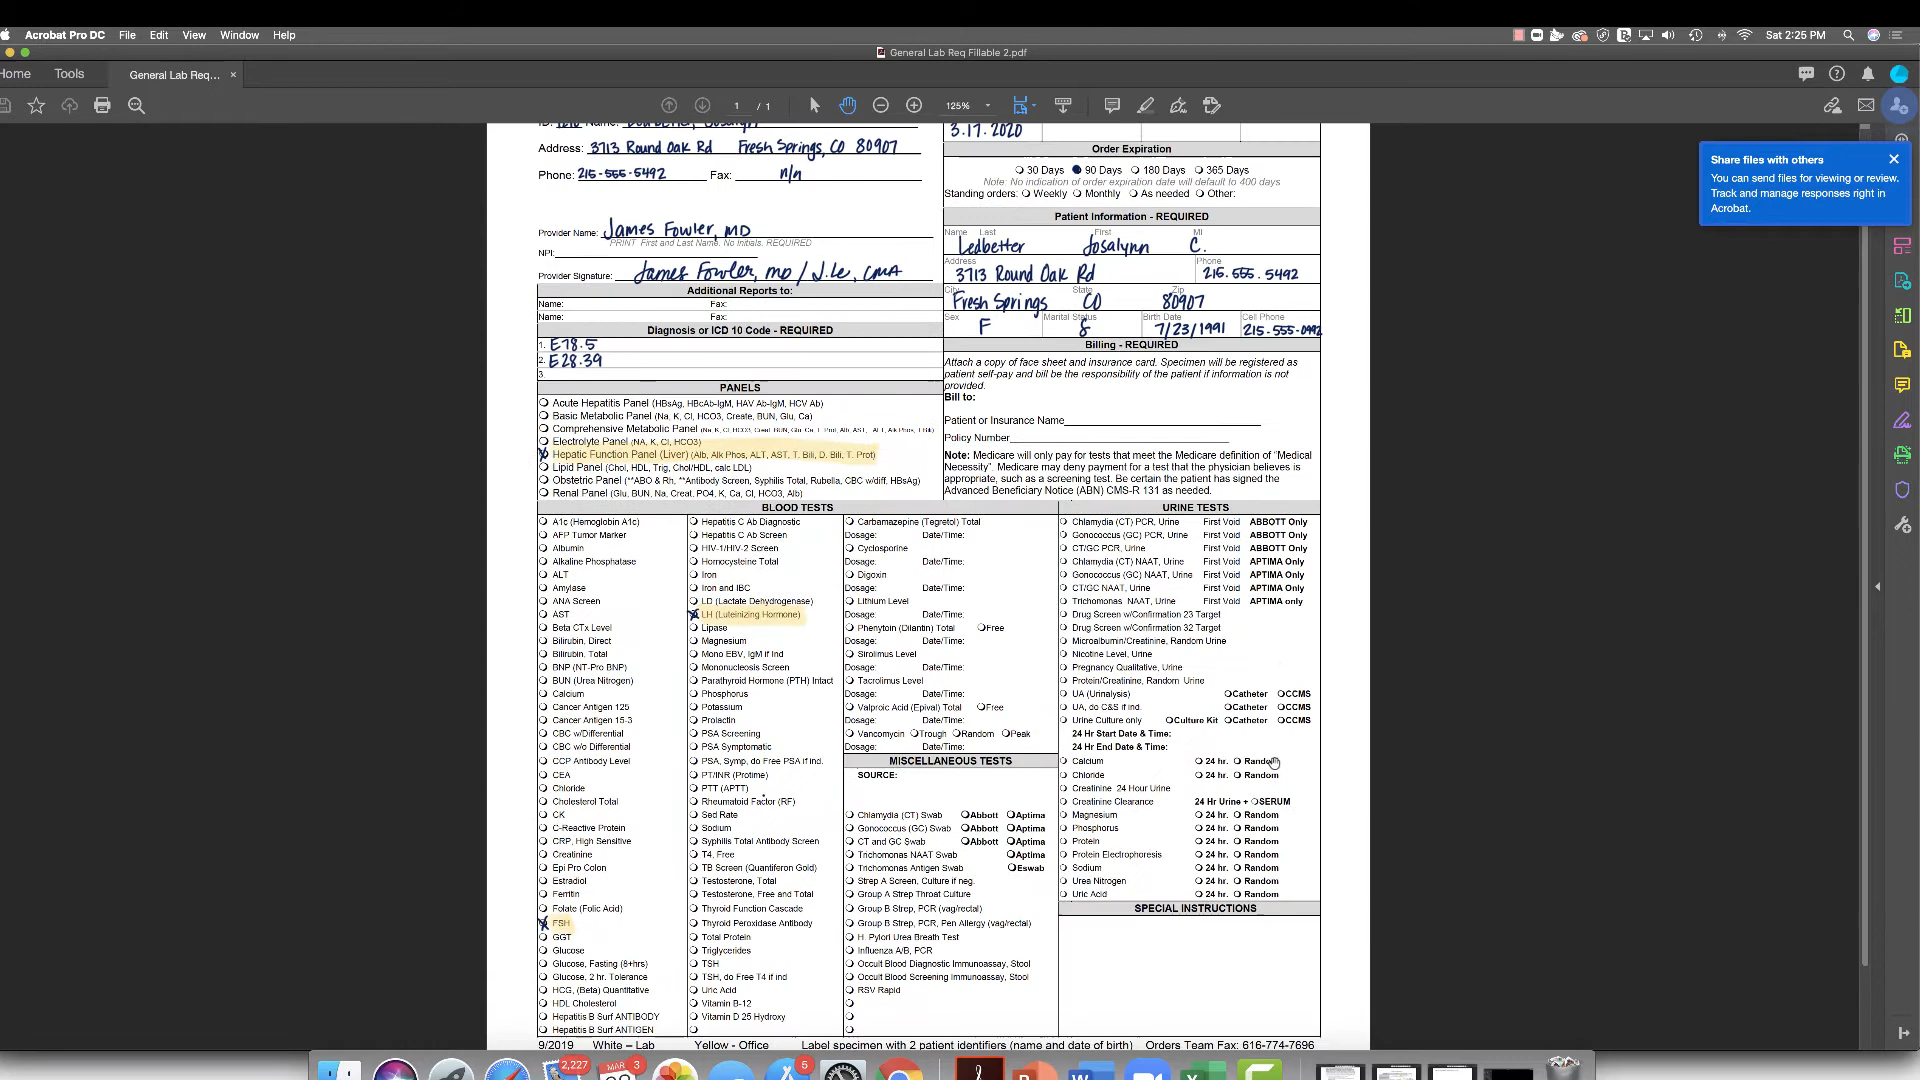 Acrobat Pro DC File Edit View Window Help
Sat 2:25 PM
General Lab Req Fillable 2.pdf
Home Tools General Lab Req... ×
1 / 1 125%
Share files with others
You can send files for viewing or review.
Track and manage responses right in
Acrobat.
ID: Name:
Address: 3713 Round Oak Rd Fresh Springs, CO 80907
Phone: 215-555-5492 Fax: n/n
Provider Name: James Fowler, MD
PRINT First and Last Name. No Initials. REQUIRED
NPI:
Provider Signature: James Fowler, MD / J.Le, CMA
Additional Reports to:
Name: Fax:
Name: Fax:
Diagnosis or ICD 10 Code - REQUIRED
1. E78.5
2. E28.39
3.
PANELS
Acute Hepatitis Panel (HBsAg, HBcAb-IgM, HAV Ab-IgM, HCV Ab)
Basic Metabolic Panel (Na, K, Cl, HCO3, Create, BUN, Glu, Ca)
Comprehensive Metabolic Panel (Na, K, Cl, HCO3, Creat, BUN, Glu, Ca, T. Prot, Alb, AST, ALT, Alk Phos, T Bili)
Electrolyte Panel (NA, K, Cl, HCO3)
Hepatic Function Panel (Liver) (Alb, Alk Phos, ALT, AST, T. Bili, D. Bili, T. Prot)
Lipid Panel (Chol, HDL, Trig, Chol/HDL, calc LDL)
Obstetric Panel (**ABO & Rh, **Antibody Screen, Syphilis Total, Rubella, CBC w/diff, HBsAg)
Renal Panel (Glu, BUN, Na, Creat, PO4, K, Ca, Cl, HCO3, Alb)
3.17.2020
Order Expiration
30 Days 90 Days 180 Days 365 Days
Note: No indication of order expiration date will default to 400 days
Standing orders: Weekly Monthly As needed Other:
Patient Information - REQUIRED
Name Last First MI
Ledbetter Josalynn C.
Address Phone
3713 Round Oak Rd 215.555.5492
City State Zip
Fresh Springs CO 80907
Sex Marital Status Birth Date Cell Phone
F S 7/23/1991 215-555-0992
Billing - REQUIRED
Attach a copy of face sheet and insurance card. Specimen will be registered as
patient self-pay and bill be the responsibility of the patient if information is not
provided.
Bill to:
Patient or Insurance Name
Policy Number
Note: Medicare will only pay for tests that meet the Medicare definition of "Medical
Necessity". Medicare may deny payment for a test that the physician believes is
appropriate, such as a screening test. Be certain the patient has signed the
Advanced Beneficiary Notice (ABN) CMS-R 131 as needed.
BLOOD TESTS
A1c (Hemoglobin A1c)
AFP Tumor Marker
Albumin
Alkaline Phosphatase
ALT
Amylase
ANA Screen
AST
Beta CTx Level
Bilirubin, Direct
Bilirubin, Total
BNP (NT-Pro BNP)
BUN (Urea Nitrogen)
Calcium
Cancer Antigen 125
Cancer Antigen 15-3
CBC w/Differential
CBC w/o Differential
CCP Antibody Level
CEA
Chloride
Cholesterol Total
CK
C-Reactive Protein
CRP, High Sensitive
Creatinine
Epi Pro Colon
Estradiol
Ferritin
Folate (Folic Acid)
FSH
GGT
Glucose
Glucose, Fasting (8+hrs)
Glucose, 2 hr. Tolerance
HCG, (Beta) Quantitative
HDL Cholesterol
Hepatitis B Surf ANTIBODY
Hepatitis B Surf ANTIGEN
Hepatitis C Ab Diagnostic
Hepatitis C Ab Screen
HIV-1/HIV-2 Screen
Homocysteine Total
Iron
Iron and IBC
LD (Lactate Dehydrogenase)
LH (Luteinizing Hormone)
Lipase
Magnesium
Mono EBV, IgM if Ind
Mononucleosis Screen
Parathyroid Hormone (PTH) Intact
Phosphorus
Potassium
Prolactin
PSA Screening
PSA Symptomatic
PSA, Symp, do Free PSA if ind.
PT/INR (Protime)
PTT (APTT)
Rheumatoid Factor (RF)
Sed Rate
Sodium
Syphilis Total Antibody Screen
T4, Free
TB Screen (Quantiferon Gold)
Testosterone, Total
Testosterone, Free and Total
Thyroid Function Cascade
Thyroid Peroxidase Antibody
Total Protein
Triglycerides
TSH
TSH, do Free T4 if ind
Uric Acid
Vitamin B-12
Vitamin D 25 Hydroxy
Carbamazepine (Tegretol) Total
Dosage: Date/Time:
Cyclosporine
Dosage: Date/Time:
Digoxin
Dosage: Date/Time:
Lithium Level
Dosage: Date/Time:
Phenytoin (Dilantin) Total Free
Dosage: Date/Time:
Sirolimus Level
Dosage: Date/Time:
Tacrolimus Level
Dosage: Date/Time:
Valproic Acid (Epival) Total Free
Dosage: Date/Time:
Vancomycin Trough Random Peak
Dosage: Date/Time:
MISCELLANEOUS TESTS
SOURCE:
Chlamydia (CT) Swab Abbott Aptima
Gonococcus (GC) Swab Abbott Aptima
CT and GC Swab Abbott Aptima
Trichomonas NAAT Swab Aptima
Trichomonas Antigen Swab Eswab
Strep A Screen, Culture if neg.
Group A Strep Throat Culture
Group B Strep, PCR (vag/rectal)
Group B Strep, PCR, Pen Allergy (vag/rectal)
H. Pylori Urea Breath Test
Influenza A/B, PCR
Occult Blood Diagnostic Immunoassay, Stool
Occult Blood Screening Immunoassay, Stool
RSV Rapid
URINE TESTS
Chlamydia (CT) PCR, Urine First Void ABBOTT Only
Gonococcus (GC) PCR, Urine First Void ABBOTT Only
CT/GC PCR, Urine First Void ABBOTT Only
Chlamydia (CT) NAAT, Urine First Void APTIMA Only
Gonococcus (GC) NAAT, Urine First Void APTIMA Only
CT/GC NAAT, Urine First Void APTIMA Only
Trichomonas NAAT, Urine First Void APTIMA only
Drug Screen w/Confirmation 23 Target
Drug Screen w/Confirmation 32 Target
Microalbumin/Creatinine, Random Urine
Nicotine Level, Urine
Pregnancy Qualitative, Urine
Protein/Creatinine, Random Urine
UA (Urinalysis) Catheter CCMS
UA, do C&S if ind. Catheter CCMS
Urine Culture only Culture Kit Catheter CCMS
24 Hr Start Date & Time:
24 Hr End Date & Time:
Calcium 24 hr. Random
Chloride 24 hr. Random
Creatinine 24 Hour Urine
Creatinine Clearance 24 Hr Urine + SERUM
Magnesium 24 hr. Random
Phosphorus 24 hr. Random
Protein 24 hr. Random
Protein Electrophoresis 24 hr. Random
Sodium 24 hr. Random
Urea Nitrogen 24 hr. Random
Uric Acid 24 hr. Random
SPECIAL INSTRUCTIONS
9/2019 White – Lab Yellow - Office Label specimen with 2 patient identifiers (name and date of birth) Orders Team Fax: 616-774-7696
2,227 MAR 3 5